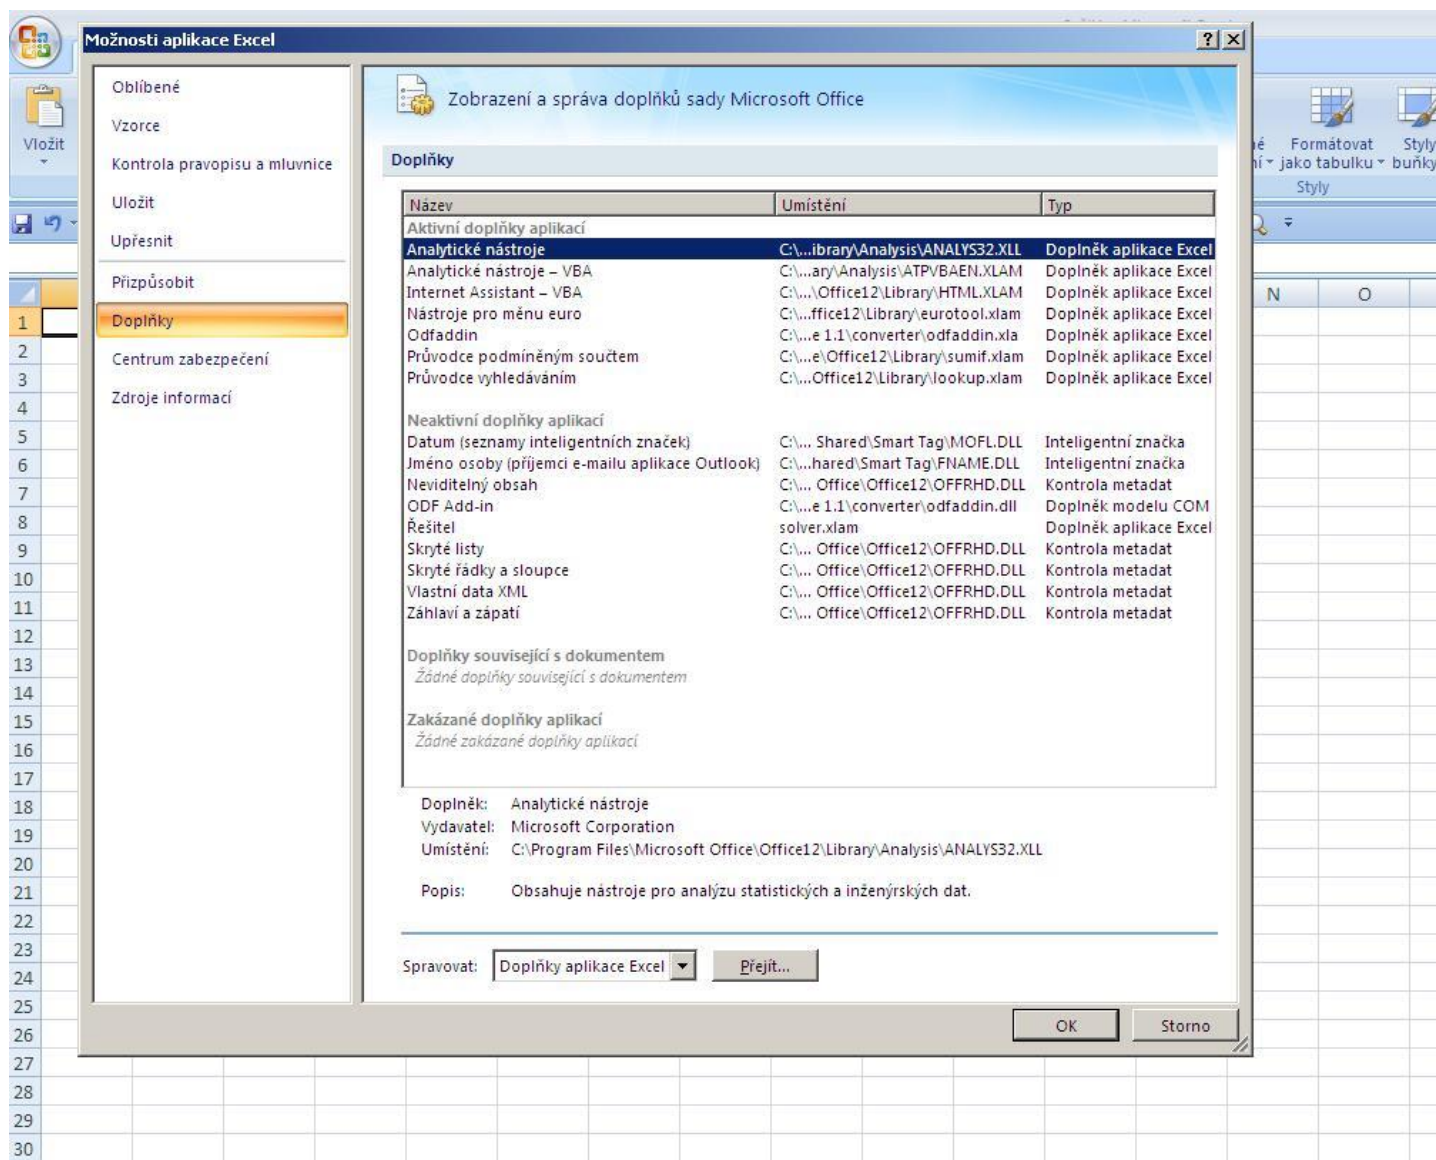 Možnosti aplikace Excel
Oblíbené
Vzorce
Kontrola pravopisu a mluvnice
Uložit
Upřesnit
Přizpůsobit
Doplňky
Centrum zabezpečení
Zdroje informací
Zobrazení a správa doplňků sady Microsoft Office
Doplňky
Název Umístění Typ
Aktivní doplňky aplikací
Analytické nástroje C:\...ibrary\Analysis\ANALYS32.XLL Doplněk aplikace Excel
Analytické nástroje – VBA C:\...ary\Analysis\ATPVBAEN.XLAM Doplněk aplikace Excel
Internet Assistant – VBA C:\...\Office12\Library\HTML.XLAM Doplněk aplikace Excel
Nástroje pro měnu euro C:\...ffice12\Library\eurotool.xlam Doplněk aplikace Excel
Odfaddin C:\...e 1.1\converter\odfaddin.xla Doplněk aplikace Excel
Průvodce podmíněným součtem C:\...e\Office12\Library\sumif.xlam Doplněk aplikace Excel
Průvodce vyhledáváním C:\...Office12\Library\lookup.xlam Doplněk aplikace Excel
Neaktivní doplňky aplikací
Datum (seznamy inteligentních značek) C:\... Shared\Smart Tag\MOFL.DLL Inteligentní značka
Jméno osoby (příjemci e-mailu aplikace Outlook) C:\...hared\Smart Tag\FNAME.DLL Inteligentní značka
Neviditelný obsah C:\... Office\Office12\OFFRHD.DLL Kontrola metadat
ODF Add-in C:\...e 1.1\converter\odfaddin.dll Doplněk modelu COM
Řešitel solver.xlam Doplněk aplikace Excel
Skryté listy C:\... Office\Office12\OFFRHD.DLL Kontrola metadat
Skryté řádky a sloupce C:\... Office\Office12\OFFRHD.DLL Kontrola metadat
Vlastní data XML C:\... Office\Office12\OFFRHD.DLL Kontrola metadat
Záhlaví a zápatí C:\... Office\Office12\OFFRHD.DLL Kontrola metadat
Doplňky související s dokumentem
Žádné doplňky související s dokumentem
Zakázané doplňky aplikací
Žádné zakázané doplňky aplikací
Doplněk: Analytické nástroje
Vydavatel: Microsoft Corporation
Umístění: C:\Program Files\Microsoft Office\Office12\Library\Analysis\ANALYS32.XLL
Popis: Obsahuje nástroje pro analýzu statistických a inženýrských dat.
Spravovat: Doplňky aplikace Excel Přejít...
OK Storno
Vložit
Formátovat Styly
jako tabulku buňky
Styly
N O
1
2
3
4
5
6
7
8
9
10
11
12
13
14
15
16
17
18
19
20
21
22
23
24
25
26
27
28
29
30